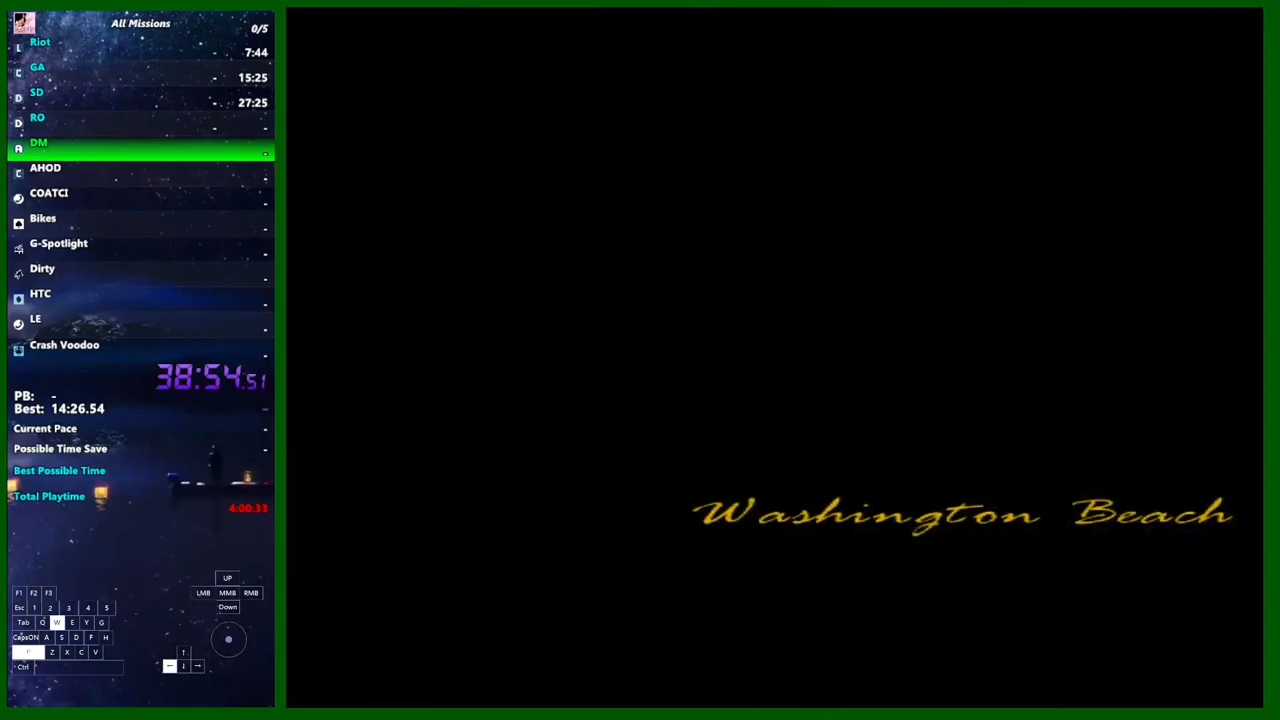 All Missions
0/5
Riot - 7:44
GA - 15:25
SD - 27:25
RO - -
DM -
AHOD -
COATCI -
Bikes -
G-Spotlight -
Dirty -
HTC -
LE -
Crash Voodoo -
38:54.51
PB: -
Best: 14:26.54 -
Current Pace -
Possible Time Save -
Best Possible Time
Total Playtime 4:00:33
Washington Beach
F1 F2 F3 UP
LMB MMB RMB
Esc 1 2 3 4 5 Down
Tab Q W E Y G
CapsON A S D F H
Z X C V ↑
Ctrl ← ↓ →